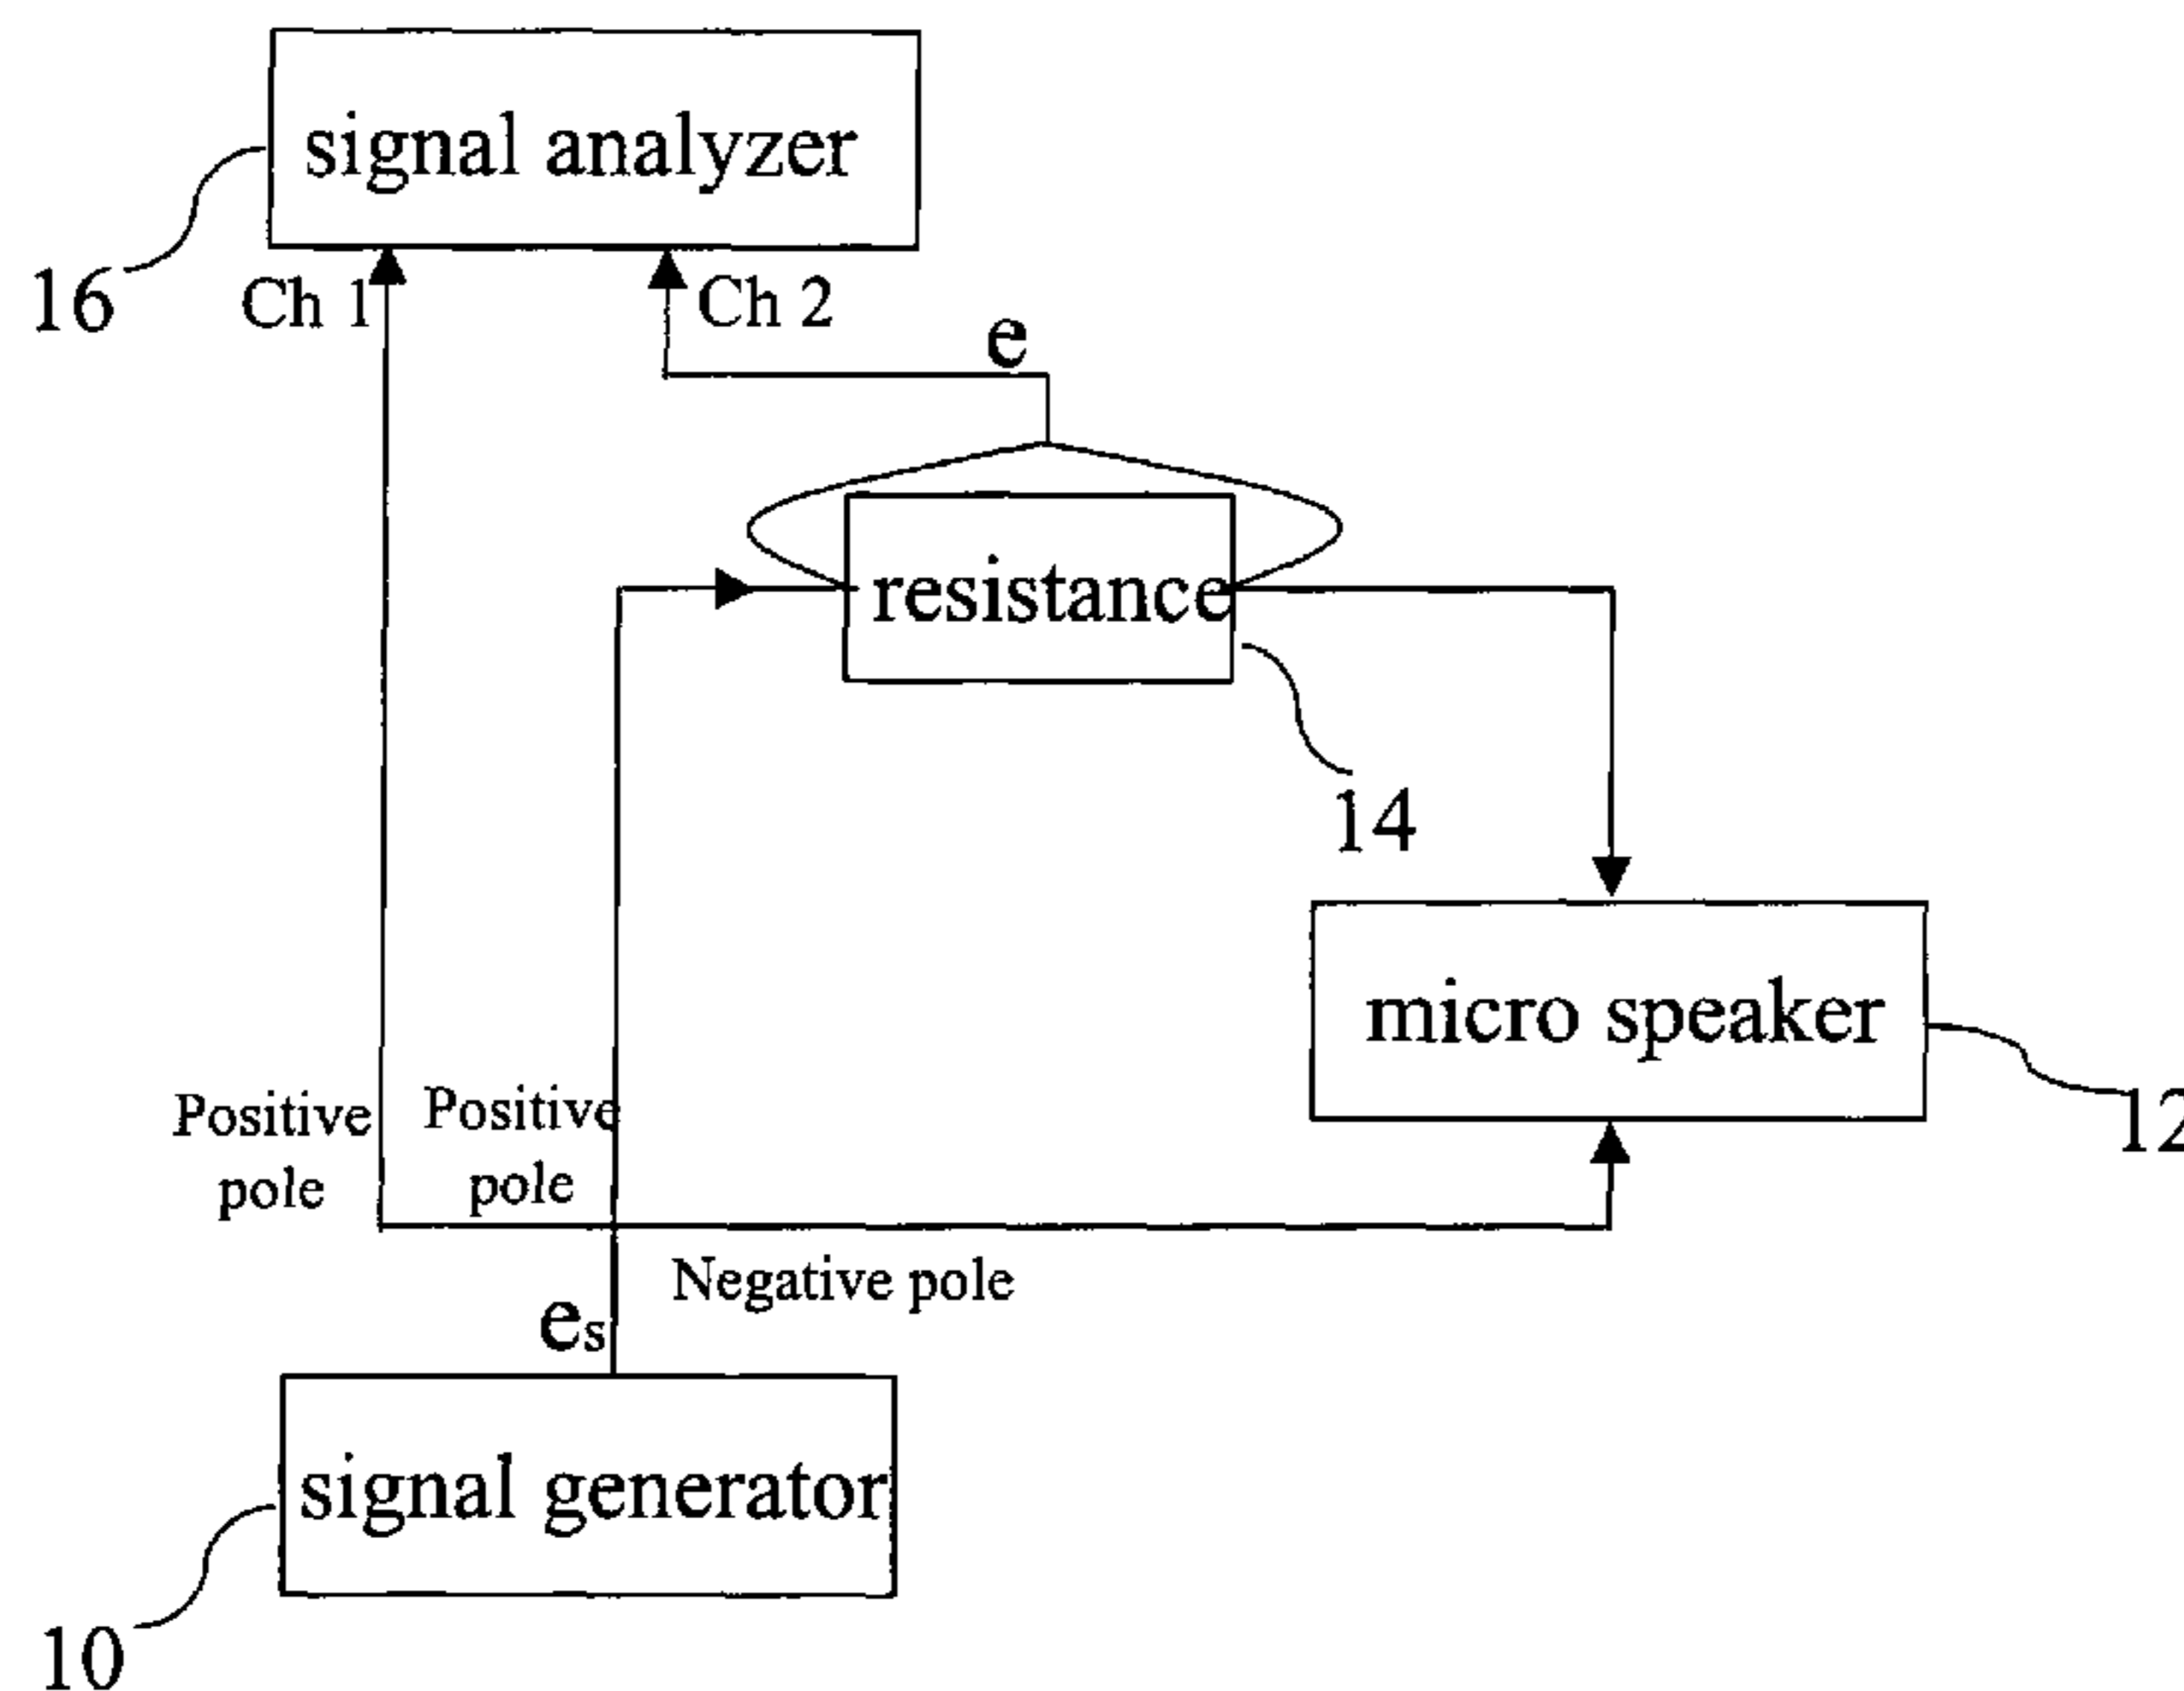 signal analyzer
16
Ch 1
Ch 2
e
resistance
14
micro speaker
12
Positive
pole
Positive
pole
Negative pole
es
signal generator
10